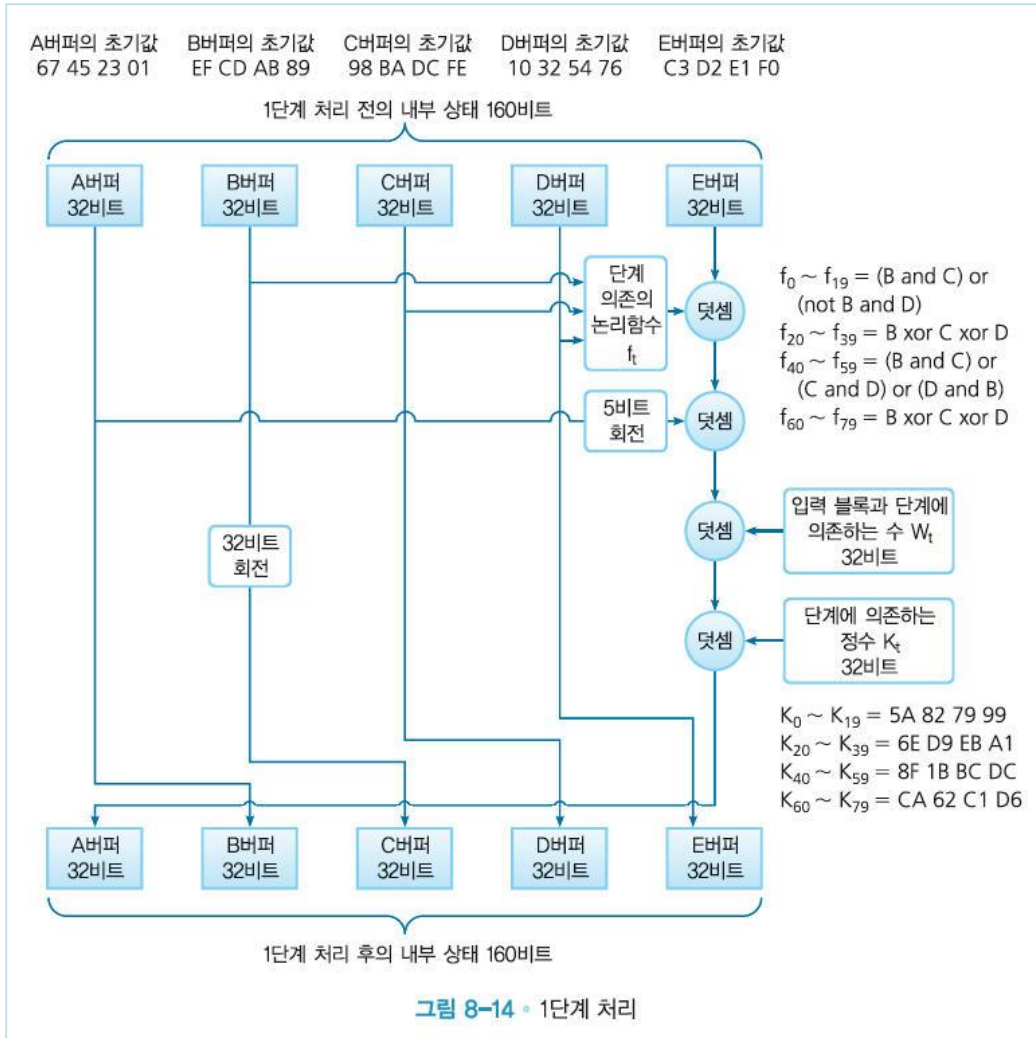 A버퍼의 초기값 B버퍼의 초기값 C버퍼의 초기값 D버퍼의 초기값 E버퍼의 초기값
67 45 23 01 EF CD AB 89 98 BA DC FE 10 32 54 76 C3 D2 E1 F0
1단계 처리 전의 내부 상태 160비트
A버퍼
32비트
B버퍼
32비트
C버퍼
32비트
D버퍼
32비트
E버퍼
32비트
단계
의존의
논리함수
fₜ
덧셈
f₀ ~ f₁₉ = (B and C) or
(not B and D)
f₂₀ ~ f₃₉ = B xor C xor D
f₄₀ ~ f₅₉ = (B and C) or
(C and D) or (D and B)
f₆₀ ~ f₇₉ = B xor C xor D
5비트
회전
덧셈
32비트
회전
덧셈
입력 블록과 단계에
의존하는 수 Wₜ
32비트
덧셈
단계에 의존하는
정수 Kₜ
32비트
K₀ ~ K₁₉ = 5A 82 79 99
K₂₀ ~ K₃₉ = 6E D9 EB A1
K₄₀ ~ K₅₉ = 8F 1B BC DC
K₆₀ ~ K₇₉ = CA 62 C1 D6
A버퍼
32비트
B버퍼
32비트
C버퍼
32비트
D버퍼
32비트
E버퍼
32비트
1단계 처리 후의 내부 상태 160비트
그림 8-14 • 1단계 처리